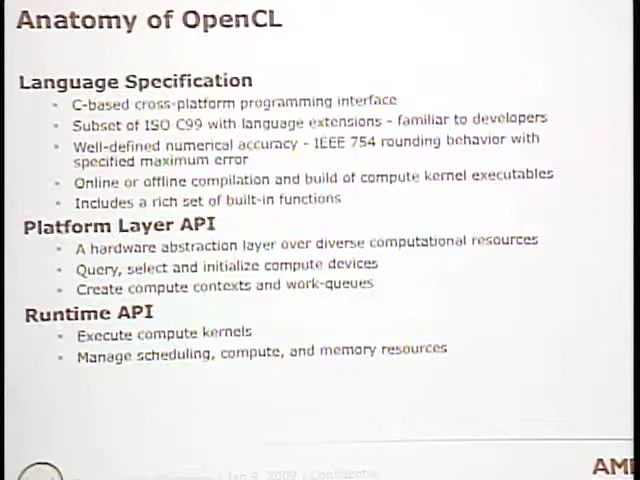 Anatomy of OpenCL
Language Specification
• C-based cross-platform programming interface
• Subset of ISO C99 with language extensions - familiar to developers
• Well-defined numerical accuracy - IEEE 754 rounding behavior with
specified maximum error
• Online or offline compilation and build of compute kernel executables
• Includes a rich set of built-in functions
Platform Layer API
• A hardware abstraction layer over diverse computational resources
• Query, select and initialize compute devices
• Create compute contexts and work-queues
Runtime API
• Execute compute kernels
• Manage scheduling, compute, and memory resources
2009 | Confidential
AM